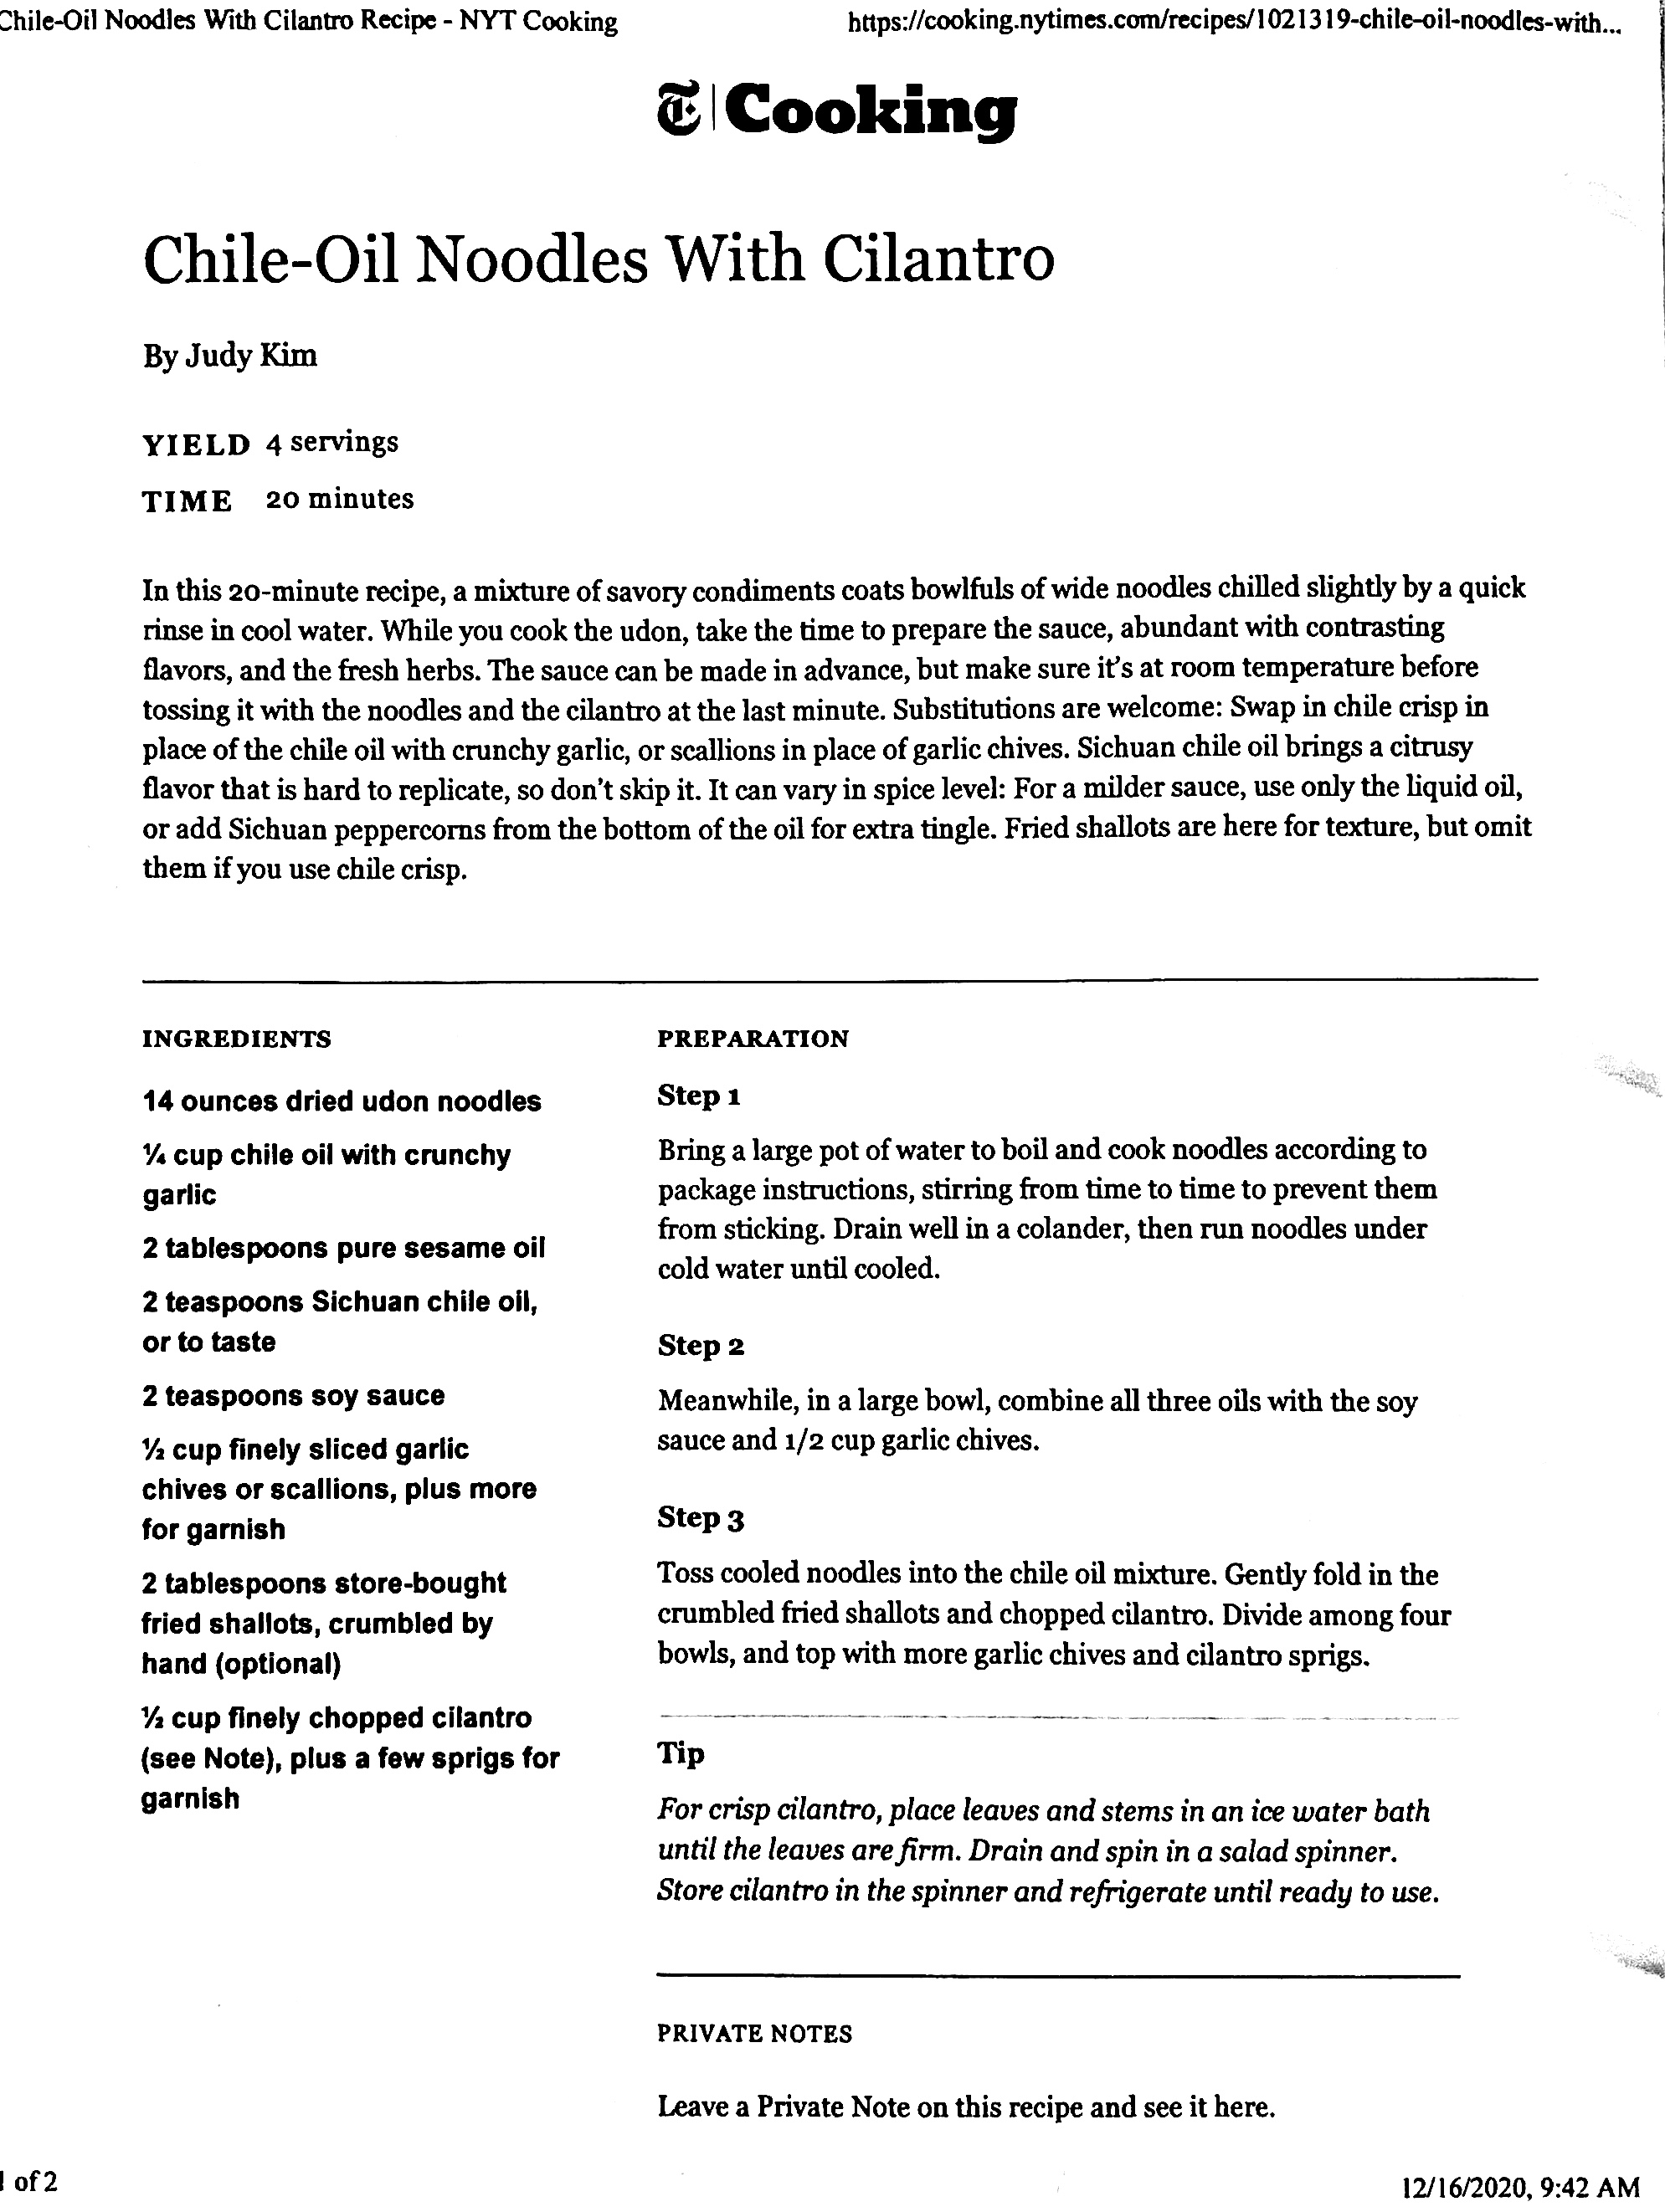 Chile-Oil Noodles With Cilantro Recipe - NYT Cooking
https://cooking.nytimes.com/recipes/1021319-chile-oil-noodles-with...
T | Cooking
Chile-Oil Noodles With Cilantro
By Judy Kim
YIELD 4 servings
TIME 20 minutes
In this 20-minute recipe, a mixture of savory condiments coats bowlfuls of wide noodles chilled slightly by a quick
rinse in cool water. While you cook the udon, take the time to prepare the sauce, abundant with contrasting
flavors, and the fresh herbs. The sauce can be made in advance, but make sure it's at room temperature before
tossing it with the noodles and the cilantro at the last minute. Substitutions are welcome: Swap in chile crisp in
place of the chile oil with crunchy garlic, or scallions in place of garlic chives. Sichuan chile oil brings a citrusy
flavor that is hard to replicate, so don't skip it. It can vary in spice level: For a milder sauce, use only the liquid oil,
or add Sichuan peppercorns from the bottom of the oil for extra tingle. Fried shallots are here for texture, but omit
them if you use chile crisp.
INGREDIENTS
14 ounces dried udon noodles
¼ cup chile oil with crunchy
garlic
2 tablespoons pure sesame oil
2 teaspoons Sichuan chile oil,
or to taste
2 teaspoons soy sauce
½ cup finely sliced garlic
chives or scallions, plus more
for garnish
2 tablespoons store-bought
fried shallots, crumbled by
hand (optional)
½ cup finely chopped cilantro
(see Note), plus a few sprigs for
garnish
PREPARATION
Step 1
Bring a large pot of water to boil and cook noodles according to
package instructions, stirring from time to time to prevent them
from sticking. Drain well in a colander, then run noodles under
cold water until cooled.
Step 2
Meanwhile, in a large bowl, combine all three oils with the soy
sauce and 1/2 cup garlic chives.
Step 3
Toss cooled noodles into the chile oil mixture. Gently fold in the
crumbled fried shallots and chopped cilantro. Divide among four
bowls, and top with more garlic chives and cilantro sprigs.
Tip
For crisp cilantro, place leaves and stems in an ice water bath
until the leaves are firm. Drain and spin in a salad spinner.
Store cilantro in the spinner and refrigerate until ready to use.
PRIVATE NOTES
Leave a Private Note on this recipe and see it here.
1 of 2
12/16/2020, 9:42 AM